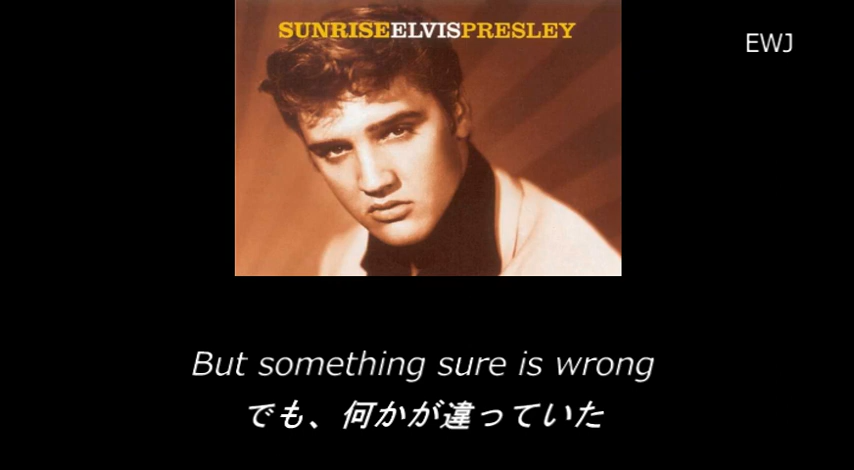 SUNRISEELVISPRESLEY
EWJ
But something sure is wrong
でも、何かが違っていた